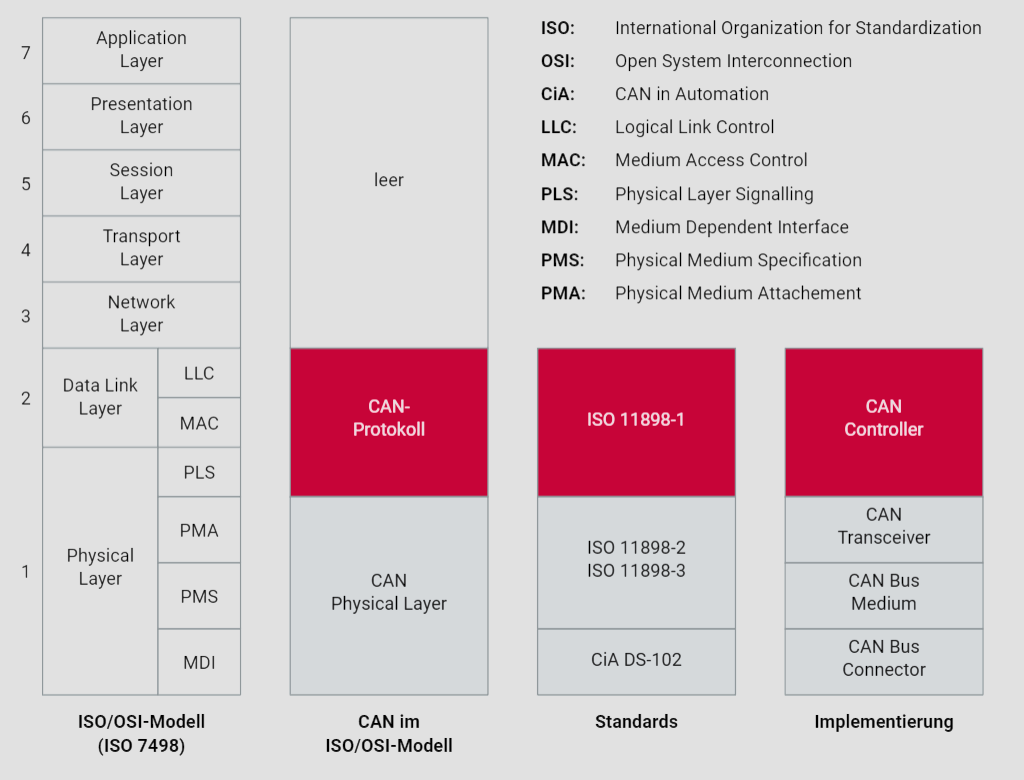 7
Application
Layer
6
Presentation
Layer
5
Session
Layer
4
Transport
Layer
3
Network
Layer
2
Data Link
Layer
LLC
MAC
1
Physical
Layer
PLS
PMA
PMS
MDI
ISO/OSI-Modell
(ISO 7498)
leer
CAN-
Protokoll
CAN
Physical Layer
CAN im
ISO/OSI-Modell
ISO: International Organization for Standardization
OSI: Open System Interconnection
CiA: CAN in Automation
LLC: Logical Link Control
MAC: Medium Access Control
PLS: Physical Layer Signalling
MDI: Medium Dependent Interface
PMS: Physical Medium Specification
PMA: Physical Medium Attachement
ISO 11898-1
ISO 11898-2
ISO 11898-3
CiA DS-102
Standards
CAN
Controller
CAN
Transceiver
CAN Bus
Medium
CAN Bus
Connector
Implementierung